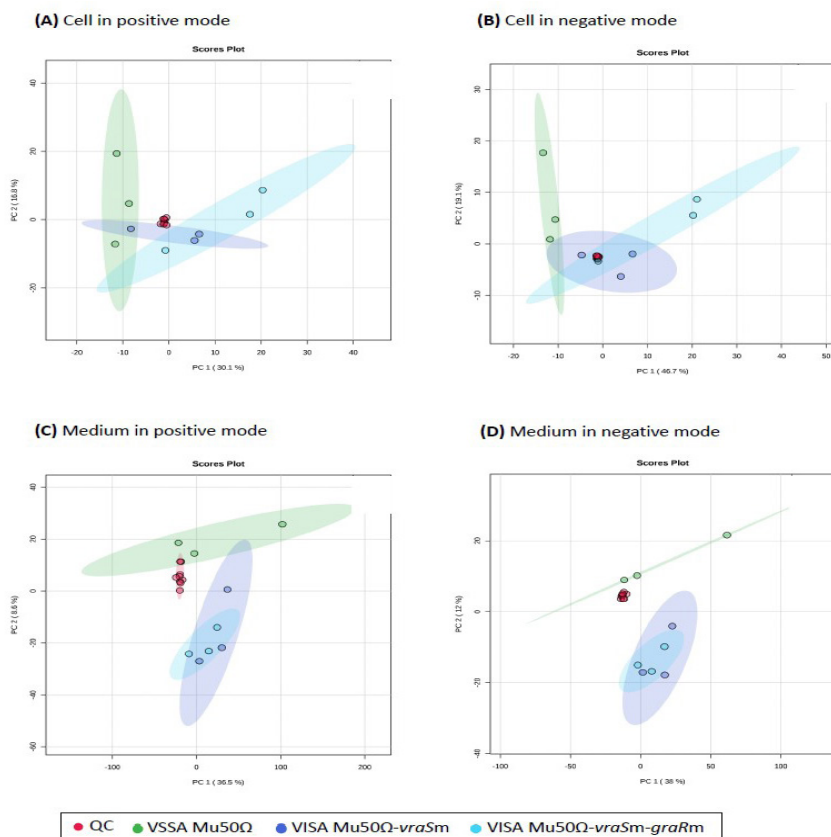 (A) Cell in positive mode
Scores Plot
PC 2 ( 16.8 %)
40
20
0
-20
-20
-10
0
10
20
30
40
PC 1 ( 30.1 %)
(B) Cell in negative mode
Scores Plot
PC 2 ( 19.1 %)
30
20
10
0
-10
-20
-10
0
10
20
30
40
50
PC 1 ( 46.7 %)
(C) Medium in positive mode
Scores Plot
PC 2 ( 8.6 %)
40
20
0
-20
-40
-60
-100
0
100
200
PC 1 ( 36.5 %)
(D) Medium in negative mode
Scores Plot
PC 2 ( 12 %)
20
0
-20
-40
-100
-50
0
50
100
PC 1 ( 38 %)
QC VSSA Mu50Ω VISA Mu50Ω-vraSm VISA Mu50Ω-vraSm-graRm